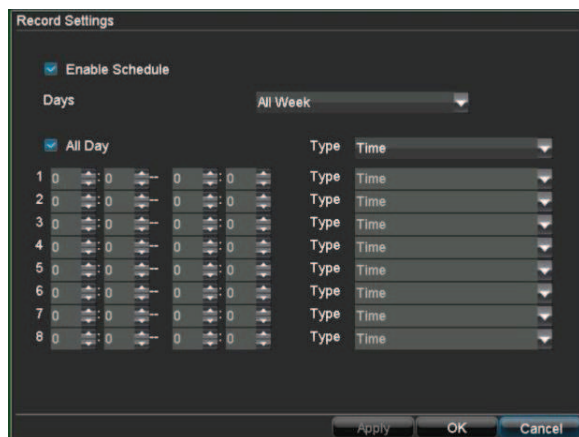 Record Settings
Enable Schedule
Days All Week
All Day Type Time
1 0 : 0 -- 0 : 0 Type Time
2 0 : 0 -- 0 : 0 Type Time
3 0 : 0 -- 0 : 0 Type Time
4 0 : 0 -- 0 : 0 Type Time
5 0 : 0 -- 0 : 0 Type Time
6 0 : 0 -- 0 : 0 Type Time
7 0 : 0 -- 0 : 0 Type Time
8 0 : 0 -- 0 : 0 Type Time
Apply OK Cancel